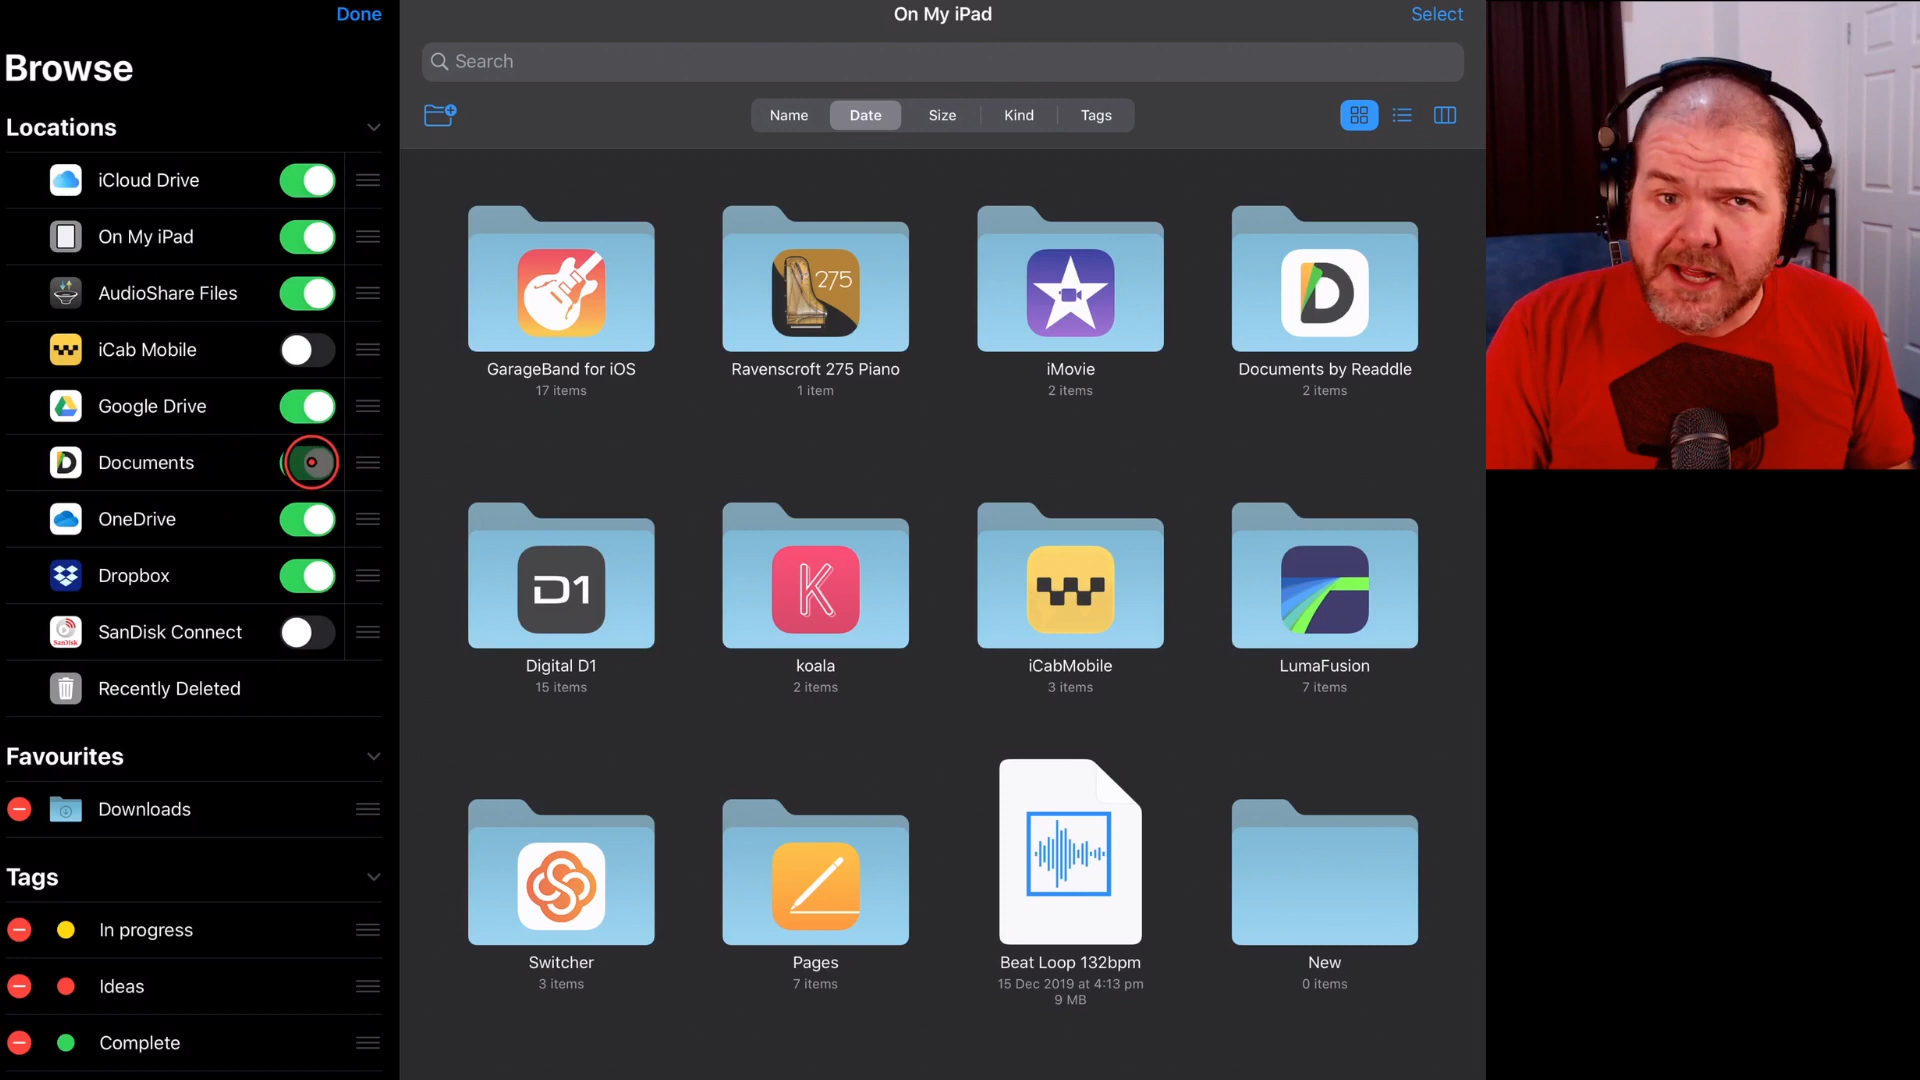 Done
Browse
Locations
iCloud Drive
On My iPad
AudioShare Files
iCab Mobile
Google Drive
Documents
OneDrive
Dropbox
SanDisk
SanDisk Connect
Recently Deleted
Favourites
Downloads
Tags
In progress
Ideas
Complete
On My iPad
Select
Search
Name Date Size Kind Tags
275
GarageBand for iOS
17 items
Ravenscroft 275 Piano
1 item
iMovie
2 items
D
Documents by Readdle
2 items
D1
Digital D1
15 items
K
koala
2 items
iCabMobile
3 items
LumaFusion
7 items
Switcher
3 items
Pages
7 items
Beat Loop 132bpm
15 Dec 2019 at 4:13 pm
9 MB
New
0 items